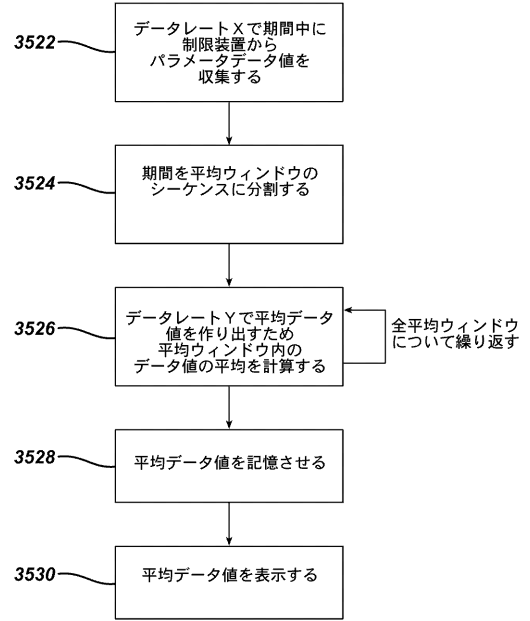 3522
データレートXで期間中に
制限装置から
パラメータデータ値を
収集する
3524
期間を平均ウィンドウの
シーケンスに分割する
3526
データレートYで平均データ
値を作り出すため
平均ウィンドウ内の
データ値の平均を計算する
全平均ウィンドウ
について繰り返す
3528
平均データ値を記憶させる
3530
平均データ値を表示する